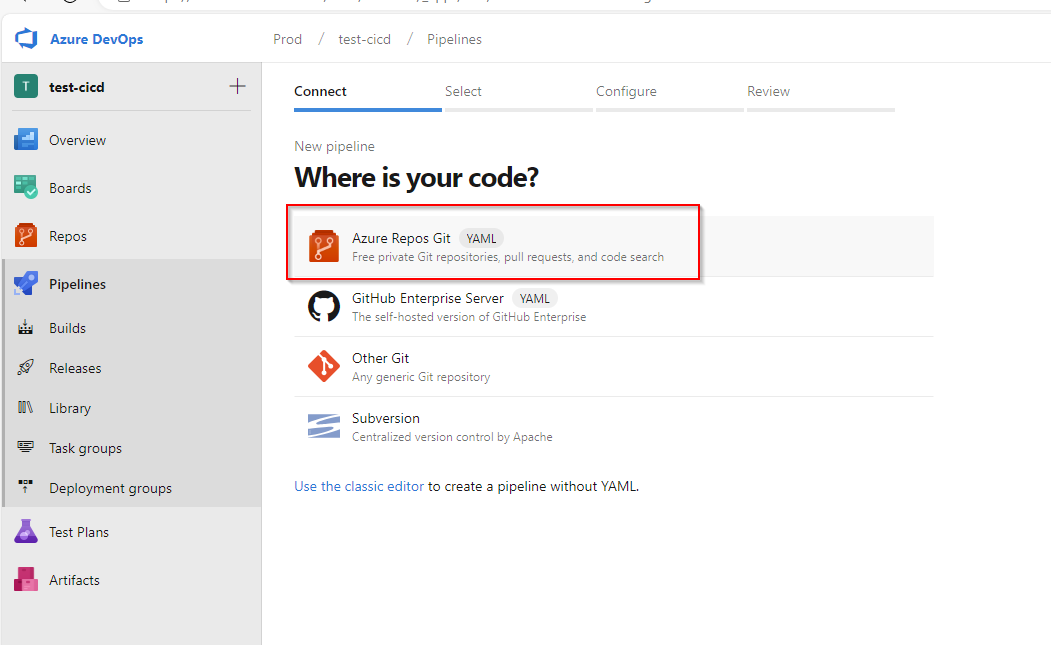 Azure DevOps
Prod / test-cicd / Pipelines
T test-cicd
Overview
Boards
Repos
Pipelines
Builds
Releases
Library
Task groups
Deployment groups
Test Plans
Artifacts
Connect Select Configure Review
New pipeline
Where is your code?
Azure Repos Git YAML
Free private Git repositories, pull requests, and code search
GitHub Enterprise Server YAML
The self-hosted version of GitHub Enterprise
Other Git
Any generic Git repository
Subversion
Centralized version control by Apache
Use the classic editor to create a pipeline without YAML.